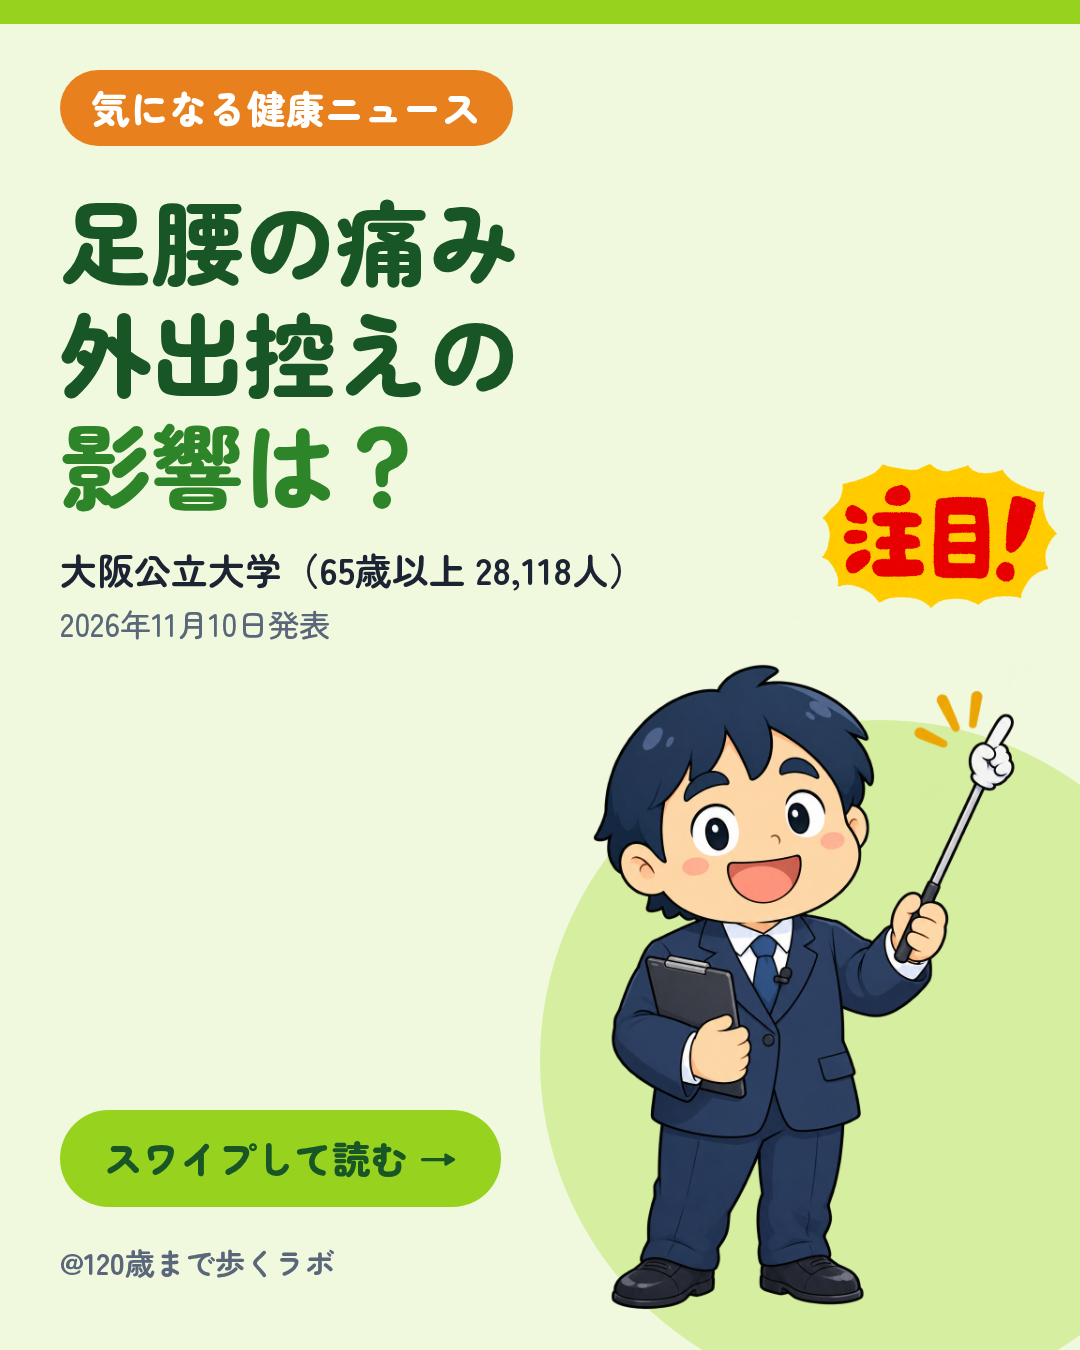 気になる健康ニュース
足腰の痛み
外出控えの
影響は？
大阪公立大学（65歳以上 28,118人）
2026年11月10日発表
注目!
スワイプして読む →
@120歳まで歩くラボ